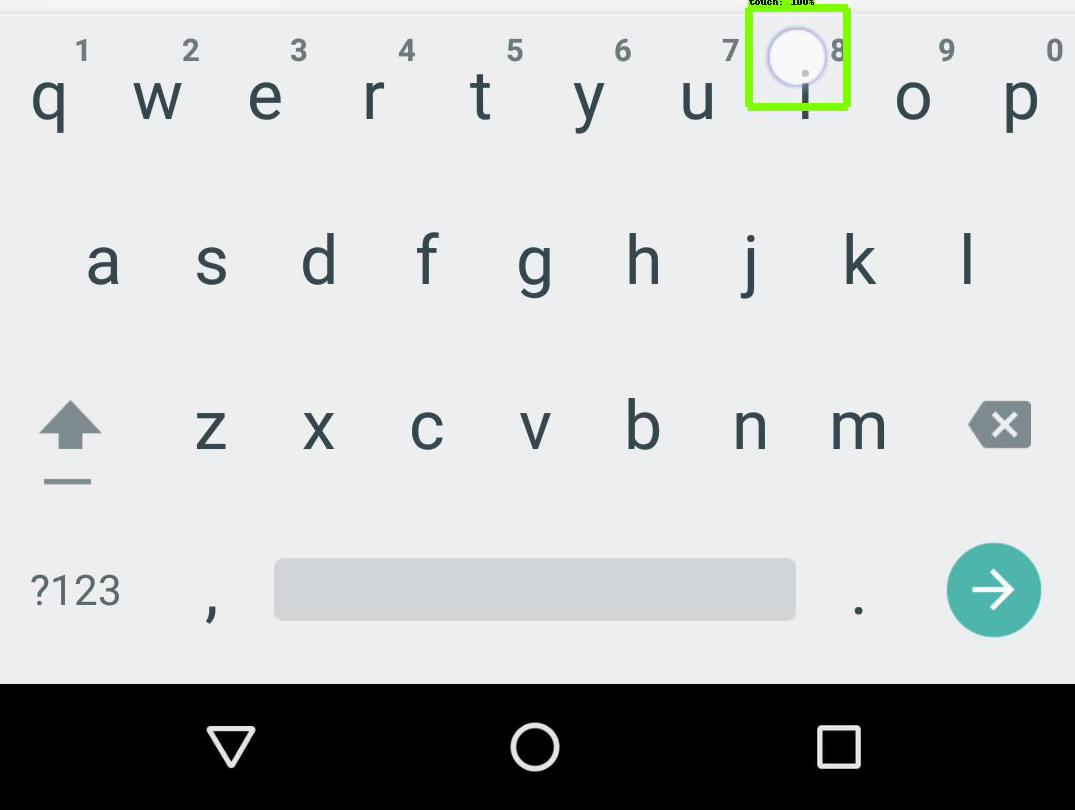 touch: 100%
1 2 3 4 5 6 7 8 9 0
q w e r t y u i o p
a s d f g h j k l
z x c v b n m
?123 , .